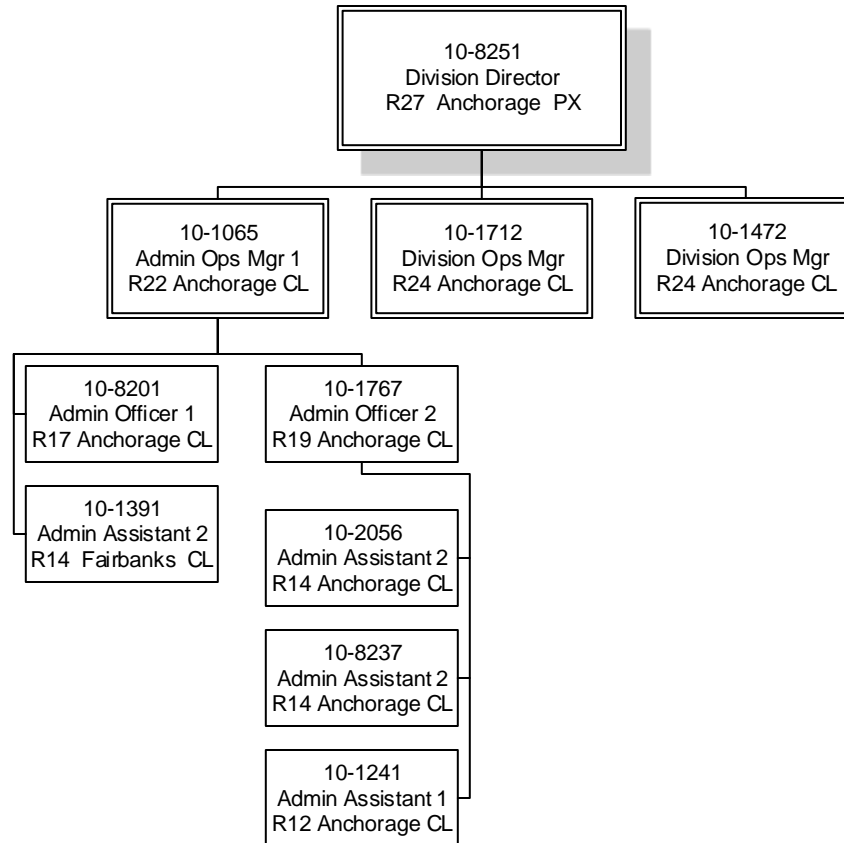 10-8251
Division Director
R27 Anchorage PX
10-1065
Admin Ops Mgr 1
R22 Anchorage CL
10-1712
Division Ops Mgr
R24 Anchorage CL
10-1472
Division Ops Mgr
R24 Anchorage CL
10-8201
Admin Officer 1
R17 Anchorage CL
10-1767
Admin Officer 2
R19 Anchorage CL
10-1391
Admin Assistant 2
R14 Fairbanks CL
10-2056
Admin Assistant 2
R14 Anchorage CL
10-8237
Admin Assistant 2
R14 Anchorage CL
10-1241
Admin Assistant 1
R12 Anchorage CL